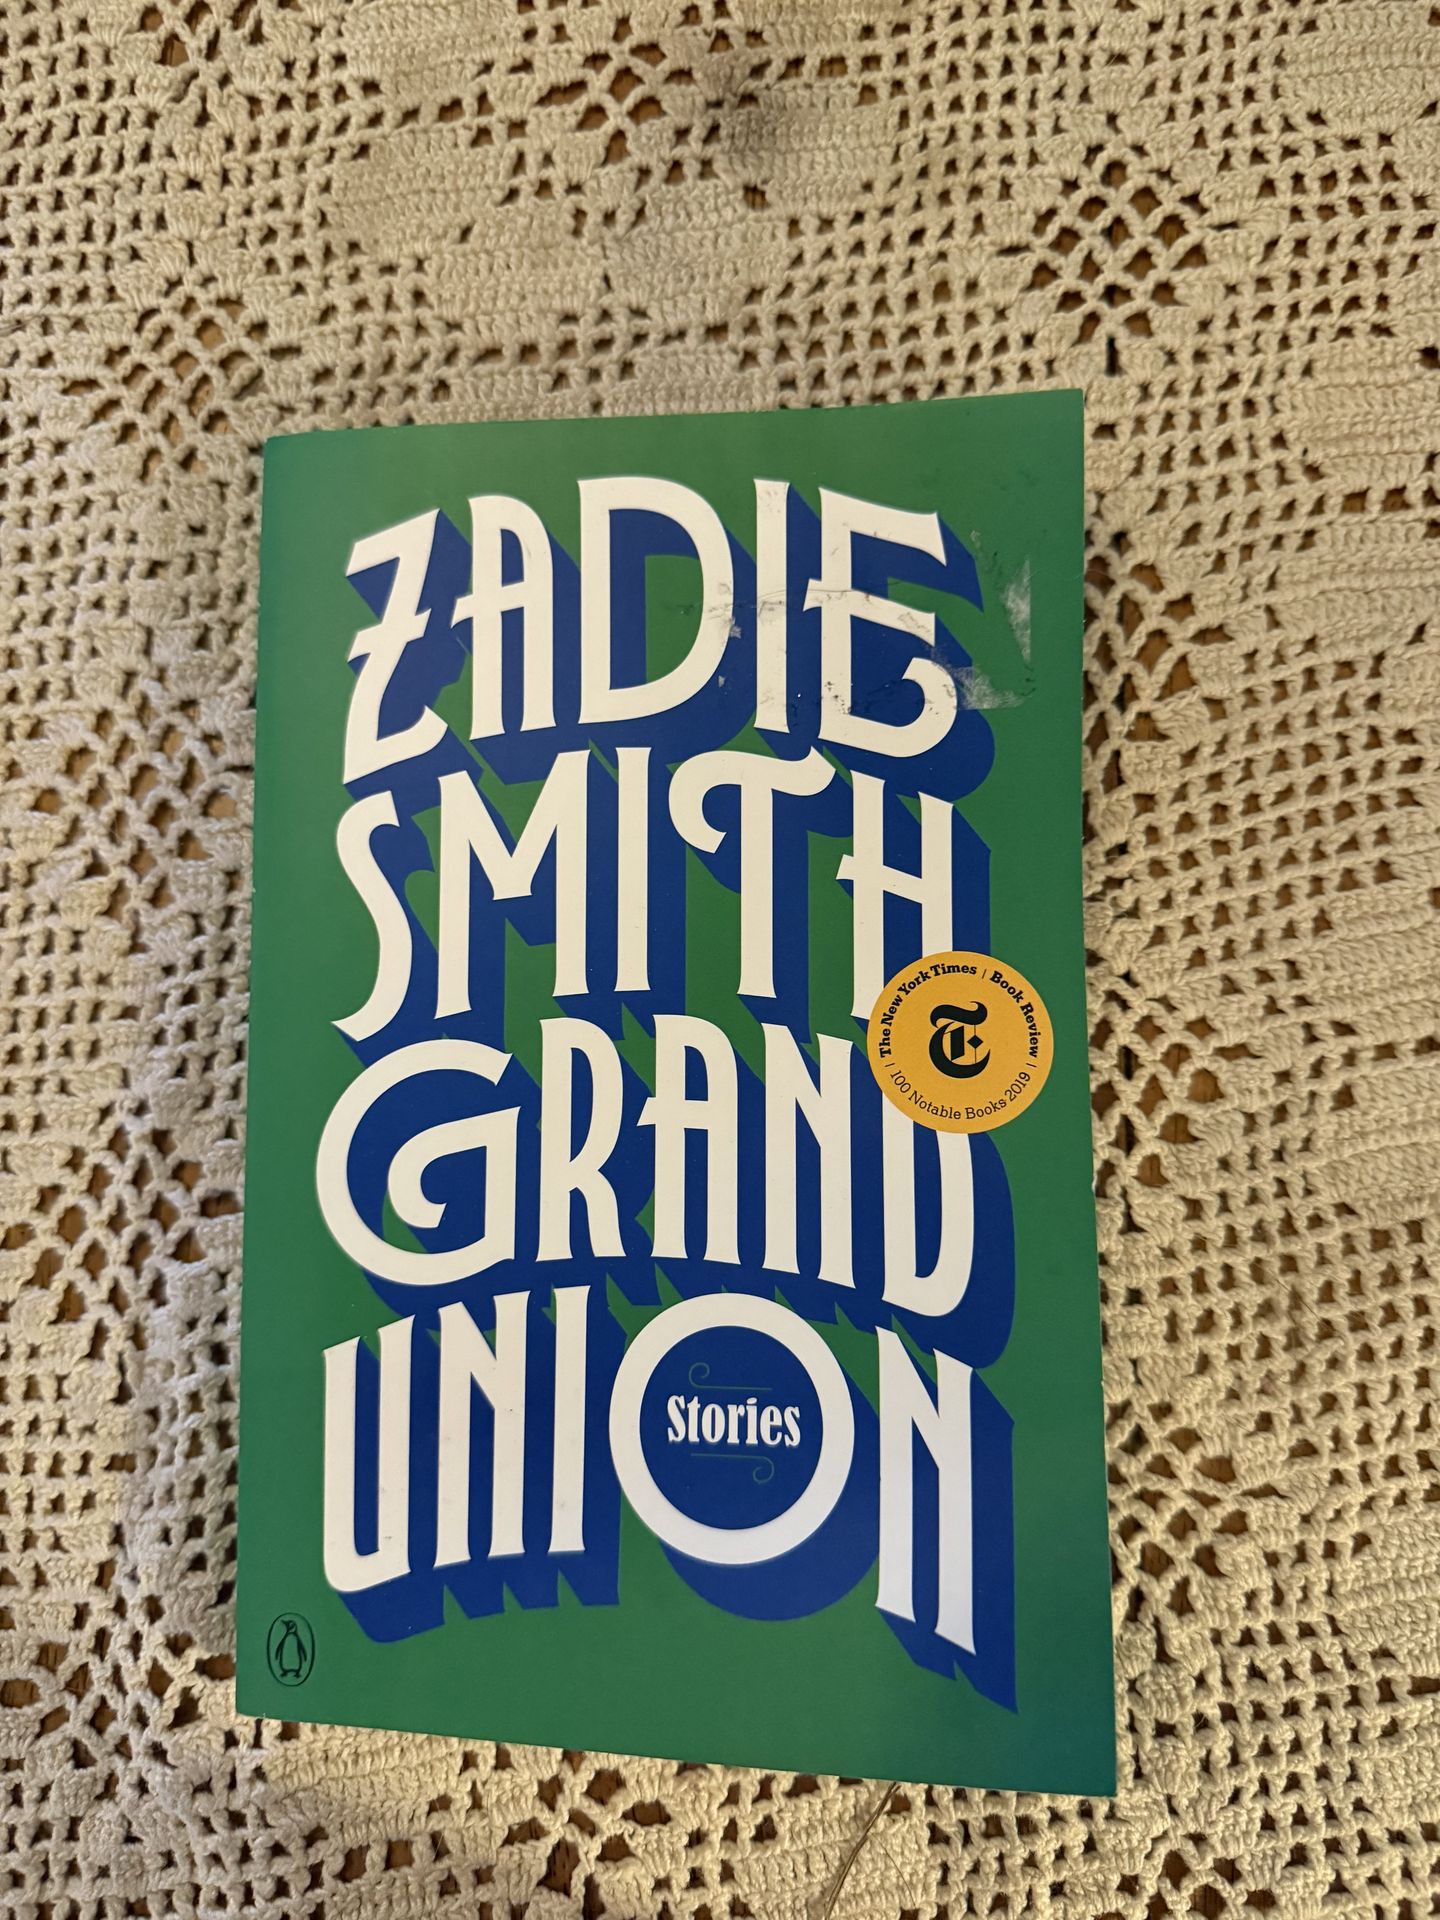 ZADIE
SMITH
GRAND
UNION
Stories
The New York Times | Book Review
| 100 Notable Books 2019 |